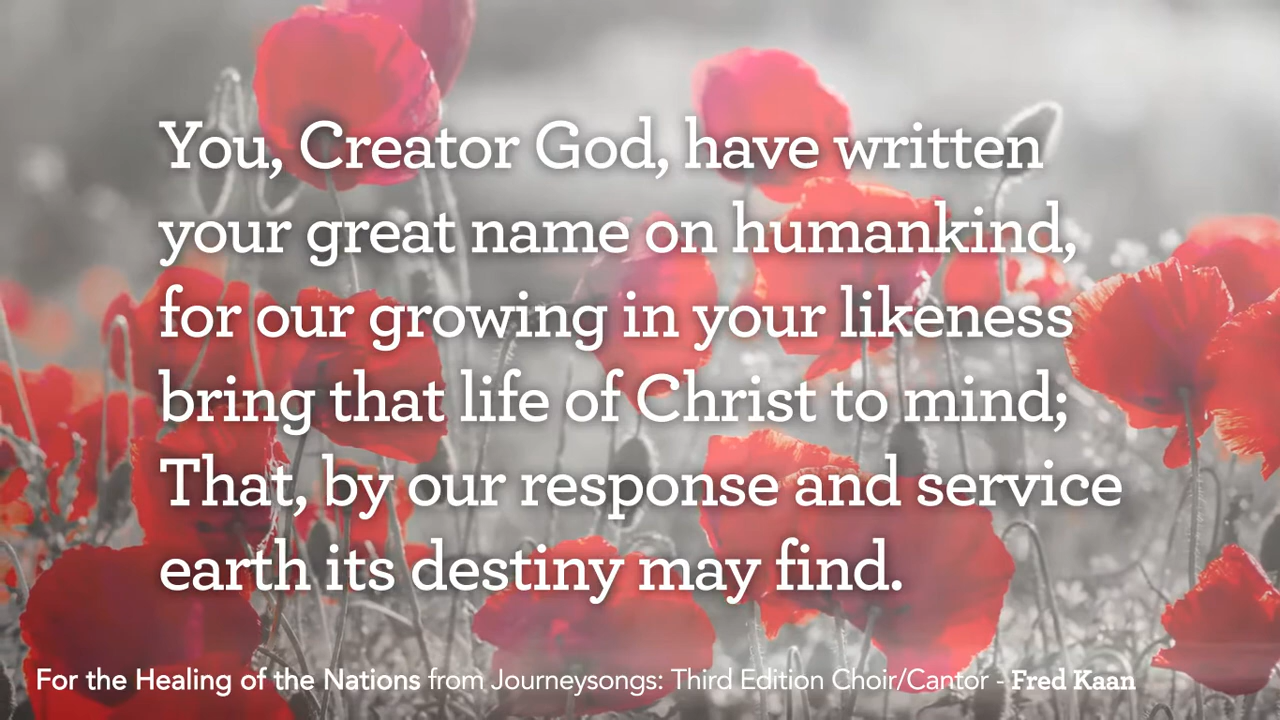 You, Creator God, have written
your great name on humankind,
for our growing in your likeness
bring that life of Christ to mind;
That, by our response and service
earth its destiny may find.
For the Healing of the Nations from Journeysongs: Third Edition Choir/Cantor - Fred Kaan